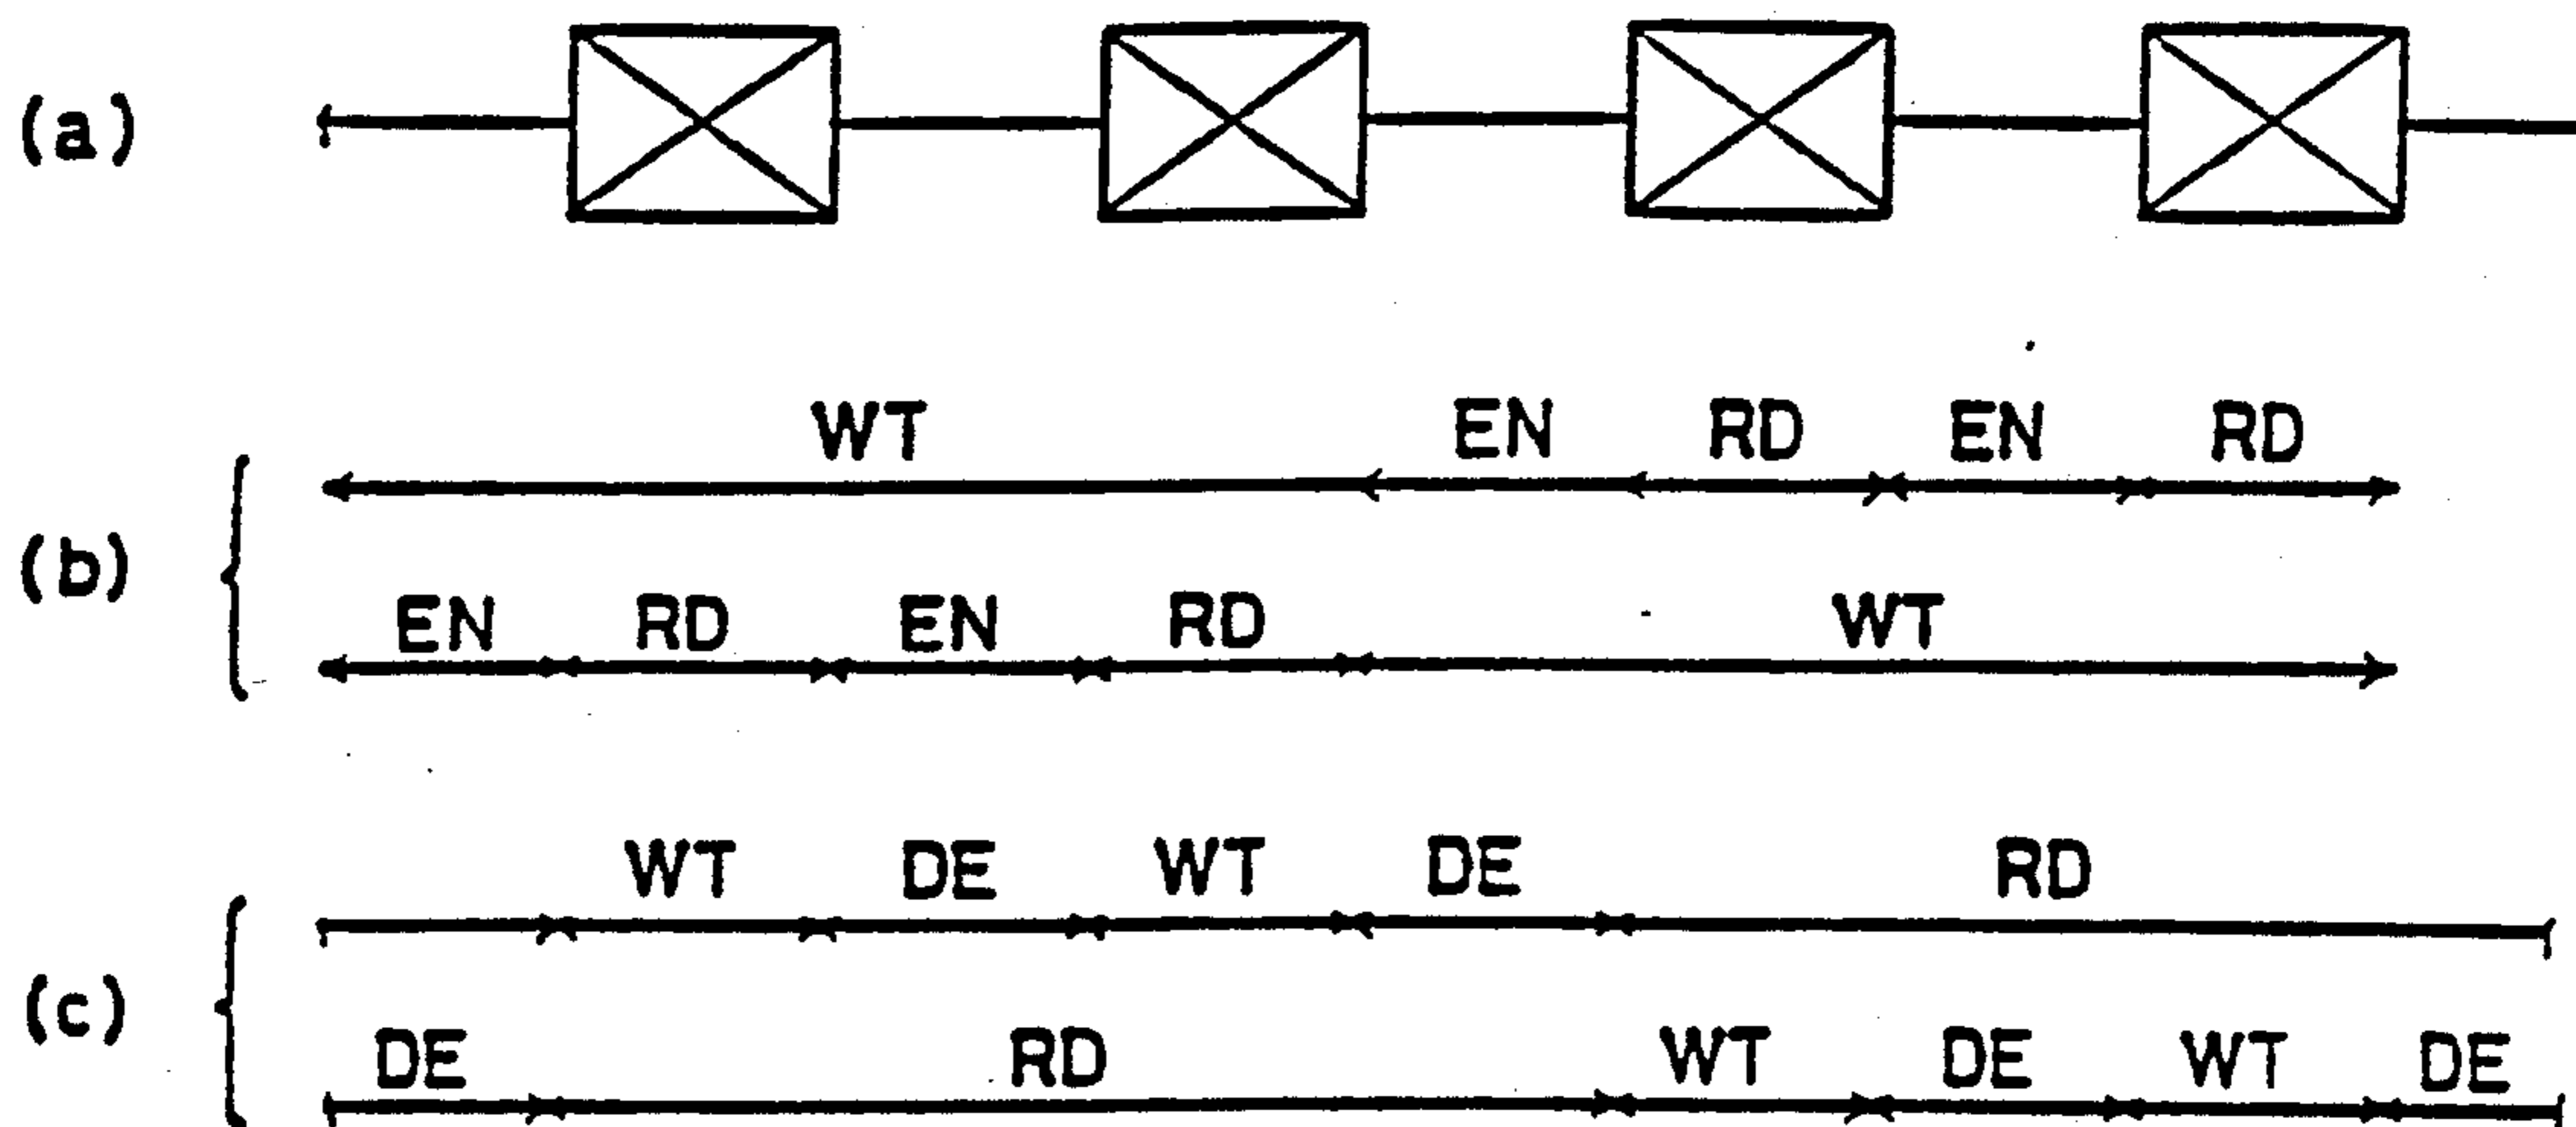 (a)
WT EN RD EN RD
(b)
EN RD EN RD WT
WT DE WT DE RD
(c)
DE RD WT DE WT DE